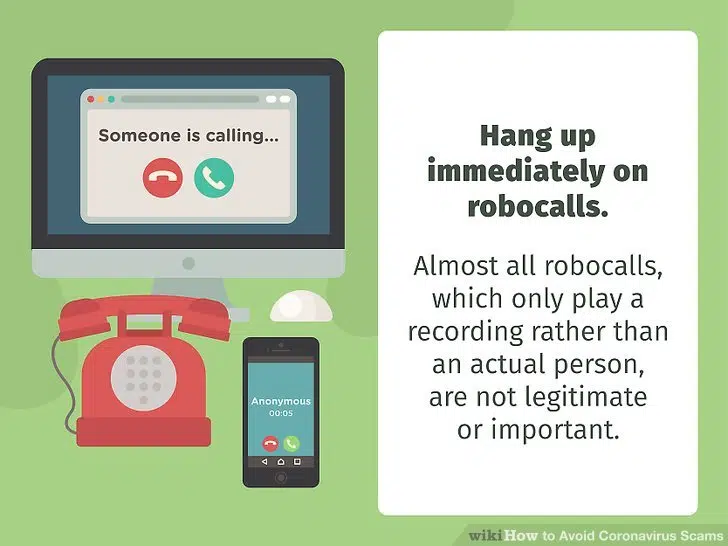 Someone is calling...
Hang up
immediately on
robocalls.
Almost all robocalls,
which only play a
recording rather than
an actual person,
are not legitimate
or important.
Anonymous
00:05
wikiHow to Avoid Coronavirus Scams